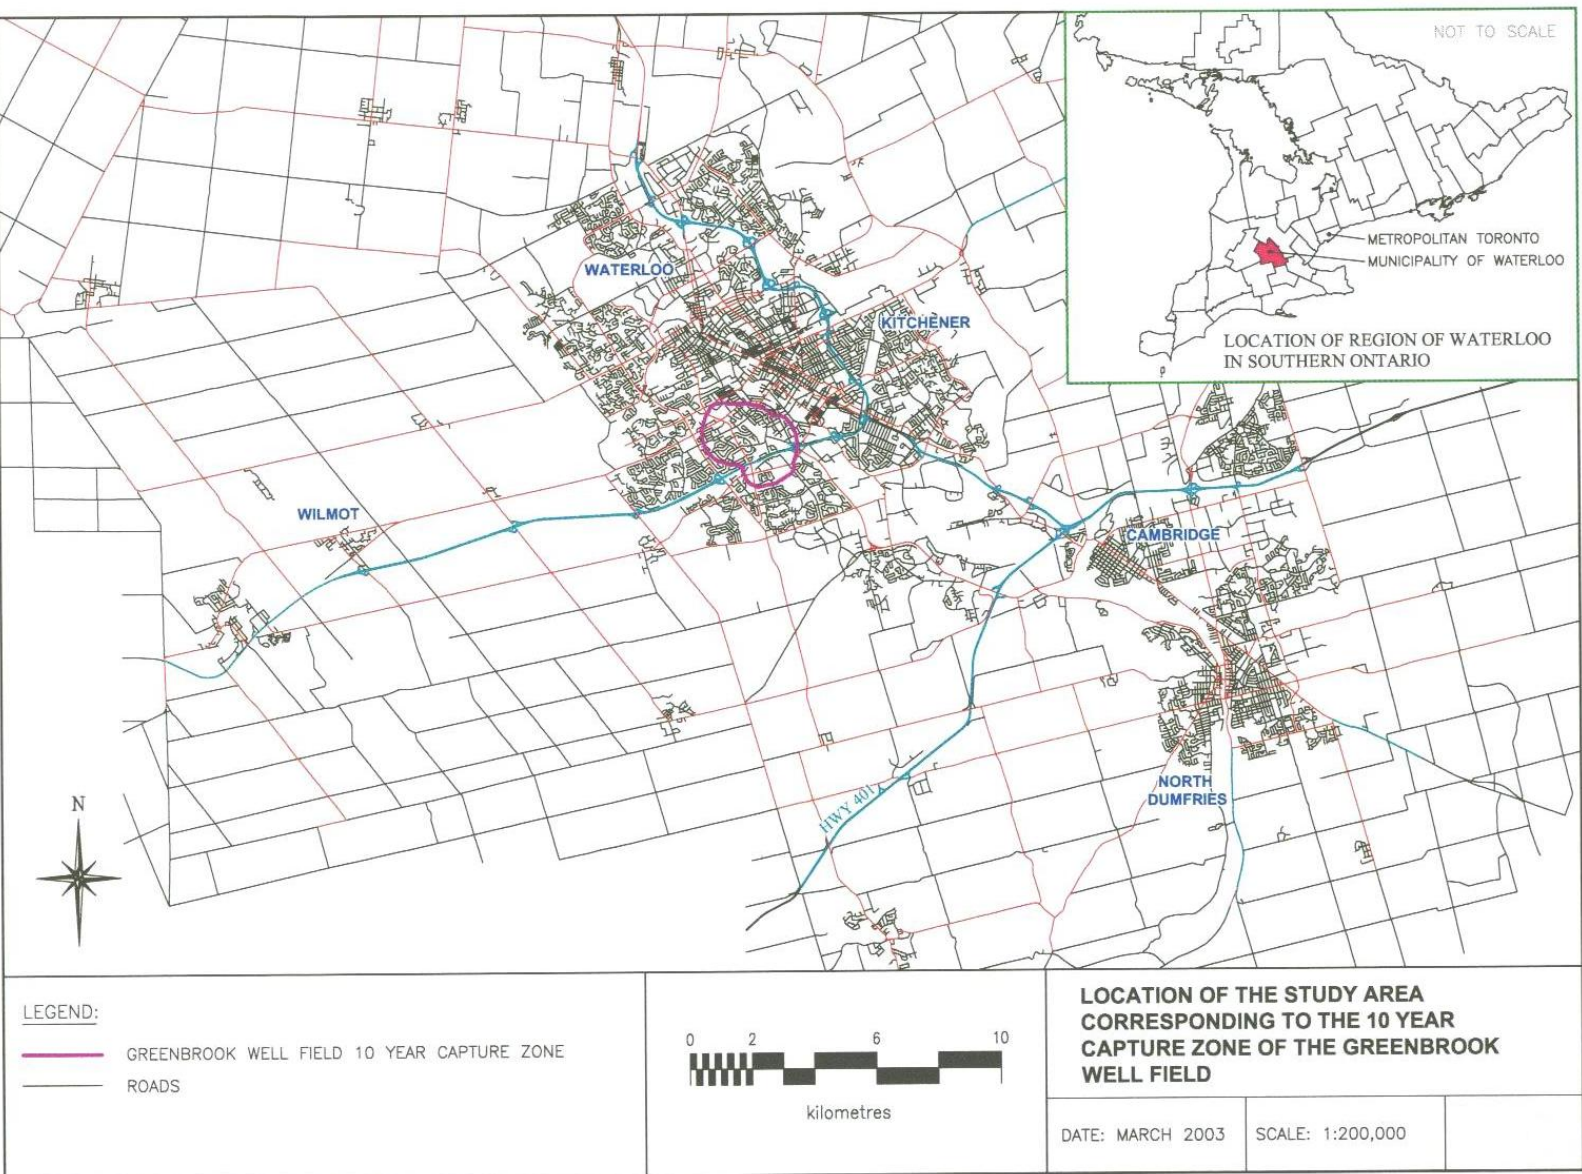 NOT TO SCALE
METROPOLITAN TORONTO
MUNICIPALITY OF WATERLOO
LOCATION OF REGION OF WATERLOO
IN SOUTHERN ONTARIO
WATERLOO
KITCHENER
WILMOT
CAMBRIDGE
NORTH
DUMFRIES
HWY 401
N
LEGEND:
GREENBROOK WELL FIELD 10 YEAR CAPTURE ZONE
ROADS
0 2 6 10
kilometres
LOCATION OF THE STUDY AREA
CORRESPONDING TO THE 10 YEAR
CAPTURE ZONE OF THE GREENBROOK
WELL FIELD
DATE: MARCH 2003
SCALE: 1:200,000